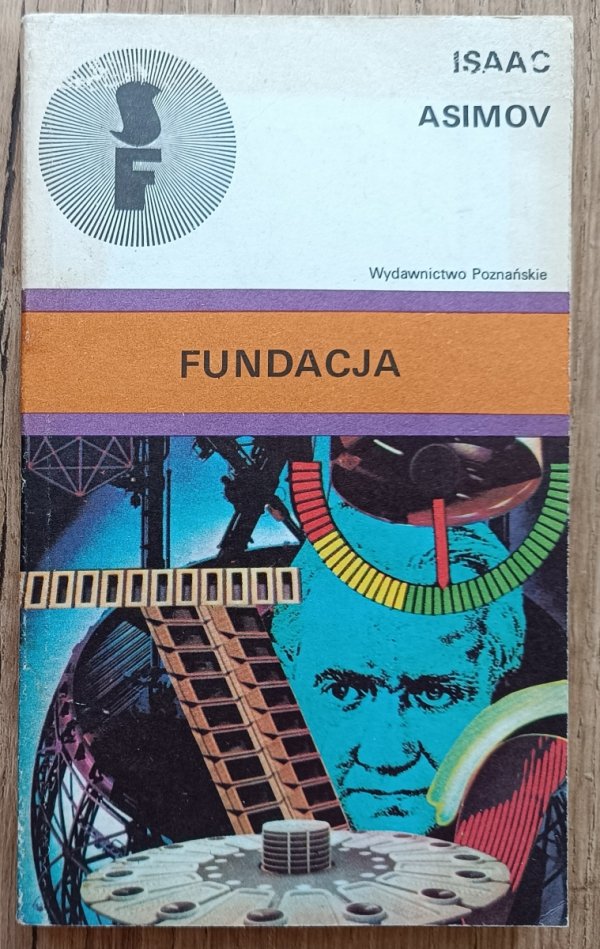 SF
ISAAC
ASIMOV
Wydawnictwo Poznańskie
FUNDACJA